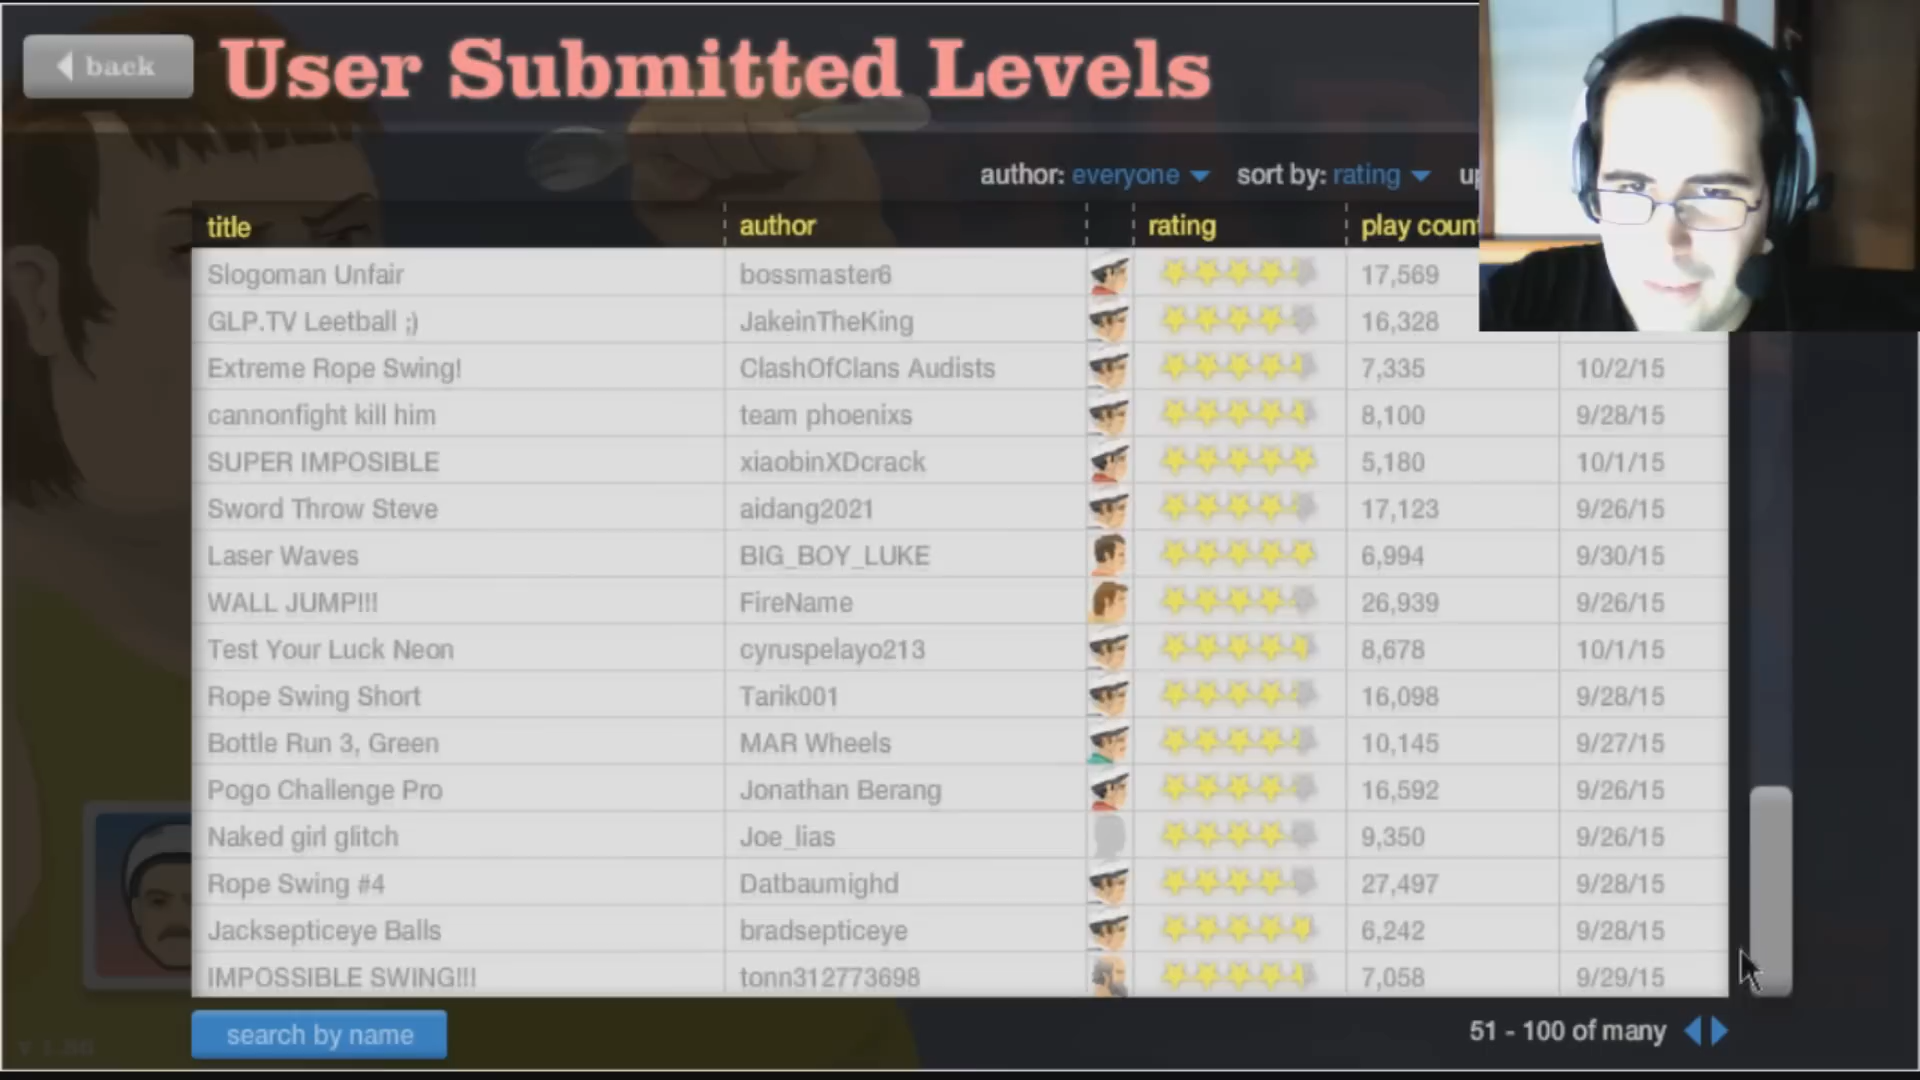 back
User Submitted Levels
author: everyone sort by: rating up
title author rating play coun
Slogoman Unfair bossmaster6 17,569
GLP.TV Leetball ;) JakeinTheKing 16,328
Extreme Rope Swing! ClashOfClans Audists 7,335 10/2/15
cannonfight kill him team phoenixs 8,100 9/28/15
SUPER IMPOSIBLE xiaobinXDcrack 5,180 10/1/15
Sword Throw Steve aidang2021 17,123 9/26/15
Laser Waves BIG_BOY_LUKE 6,994 9/30/15
WALL JUMP!!! FireName 26,939 9/26/15
Test Your Luck Neon cyruspelayo213 8,678 10/1/15
Rope Swing Short Tarik001 16,098 9/28/15
Bottle Run 3, Green MAR Wheels 10,145 9/27/15
Pogo Challenge Pro Jonathan Berang 16,592 9/26/15
Naked girl glitch Joe_lias 9,350 9/26/15
Rope Swing #4 Datbaumighd 27,497 9/28/15
Jacksepticeye Balls bradsepticeye 6,242 9/28/15
IMPOSSIBLE SWING!!! tonn312773698 7,058 9/29/15
search by name 51 - 100 of many